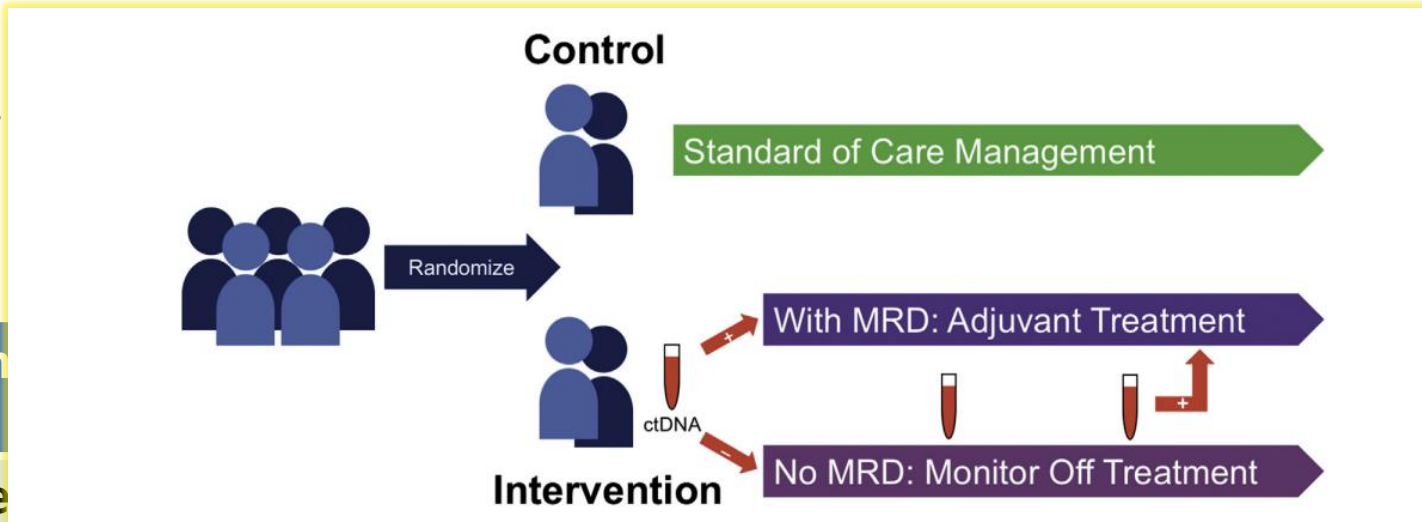 Control
Standard of Care Management
Randomize
With MRD: Adjuvant Treatment
+
ctDNA
+
−
No MRD: Monitor Off Treatment
Intervention